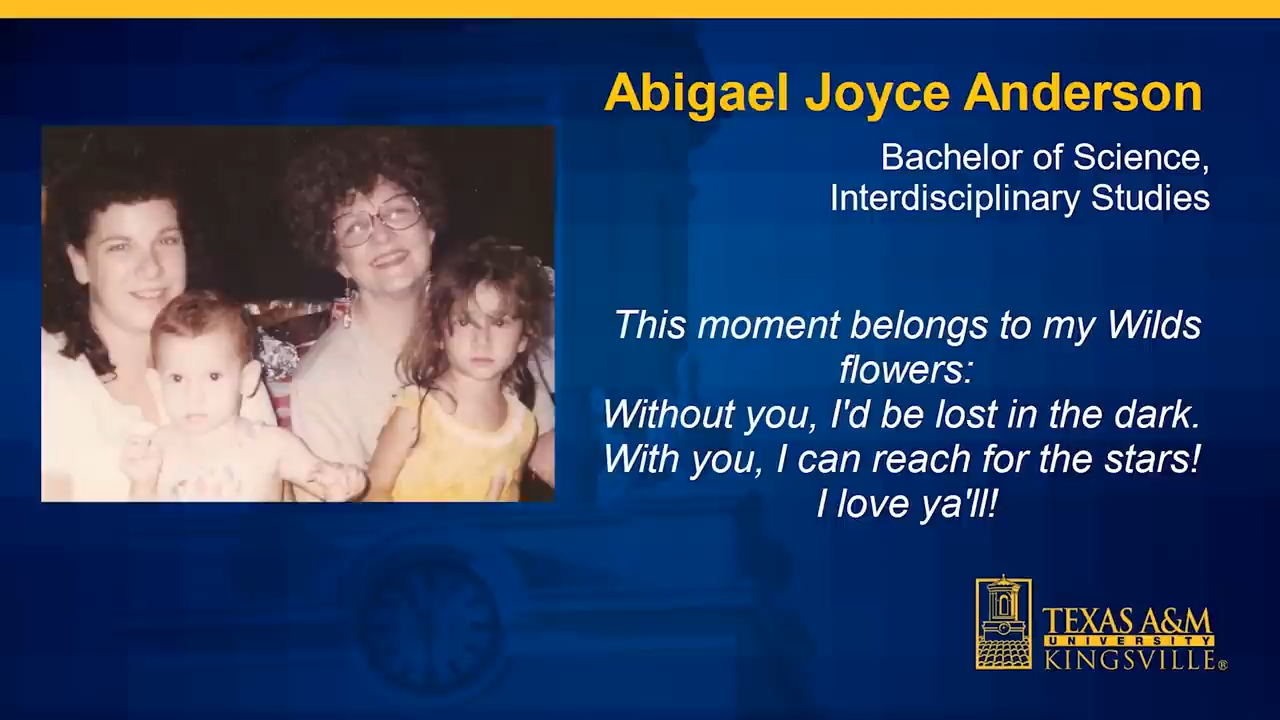 Abigael Joyce Anderson
Bachelor of Science,
Interdisciplinary Studies
This moment belongs to my Wilds
flowers:
Without you, I'd be lost in the dark.
With you, I can reach for the stars!
I love ya'll!
TEXAS A&M
UNIVERSITY
KINGSVILLE®